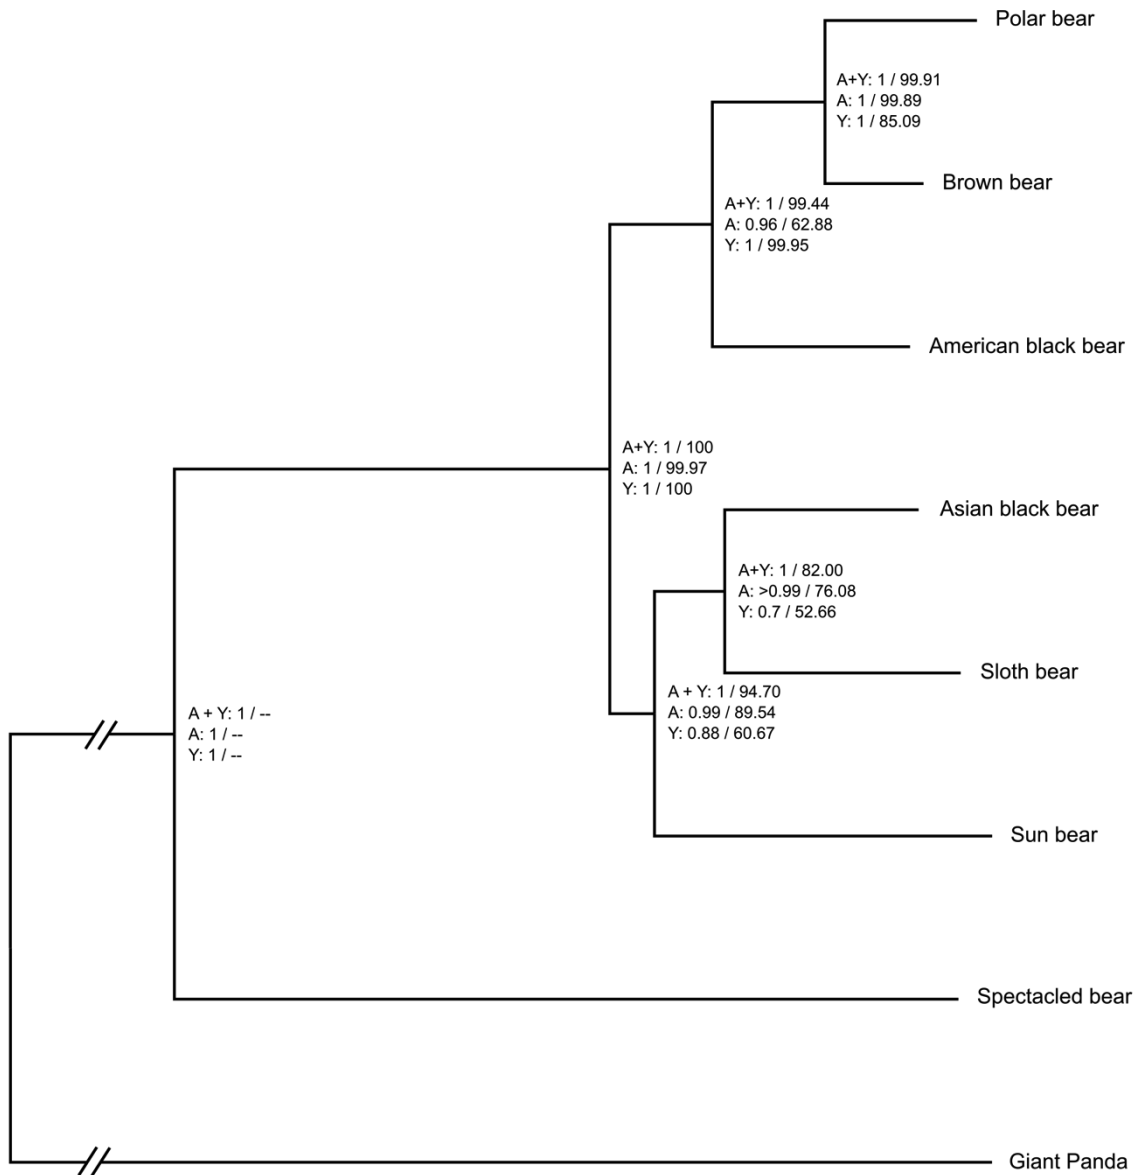 Polar bear
A+Y: 1 / 99.91
A: 1 / 99.89
Y: 1 / 85.09
Brown bear
A+Y: 1 / 99.44
A: 0.96 / 62.88
Y: 1 / 99.95
American black bear
A+Y: 1 / 100
A: 1 / 99.97
Y: 1 / 100
Asian black bear
A+Y: 1 / 82.00
A: >0.99 / 76.08
Y: 0.7 / 52.66
Sloth bear
A + Y: 1 / 94.70
A: 0.99 / 89.54
Y: 0.88 / 60.67
A + Y: 1 / --
A: 1 / --
Y: 1 / --
Sun bear
Spectacled bear
Giant Panda